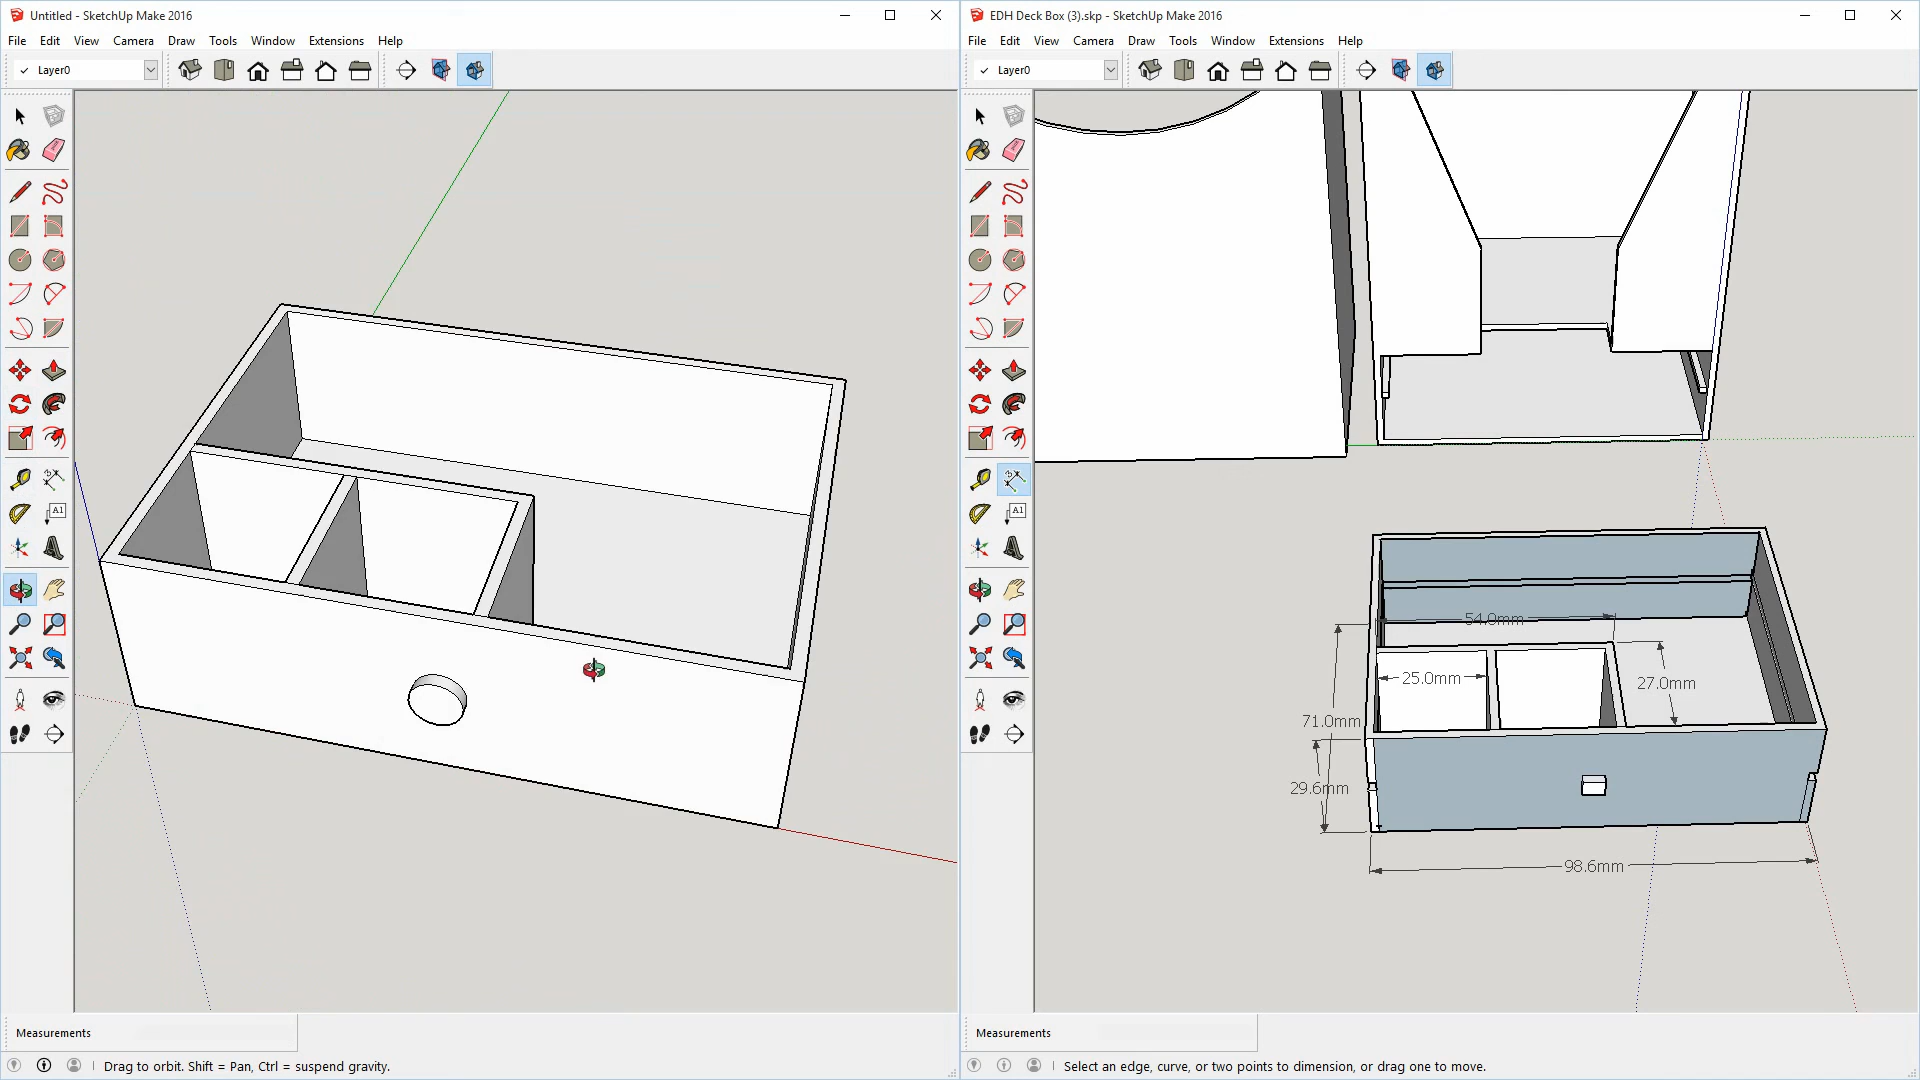 Untitled - SketchUp Make 2016
File Edit View Camera Draw Tools Window Extensions Help
✓ Layer0
A1
Measurements
Drag to orbit. Shift = Pan, Ctrl = suspend gravity.
EDH Deck Box (3).skp - SketchUp Make 2016
File Edit View Camera Draw Tools Window Extensions Help
✓ Layer0
A1
54.0mm
25.0mm
27.0mm
71.0mm
29.6mm
98.6mm
Measurements
Select an edge, curve, or two points to dimension, or drag one to move.